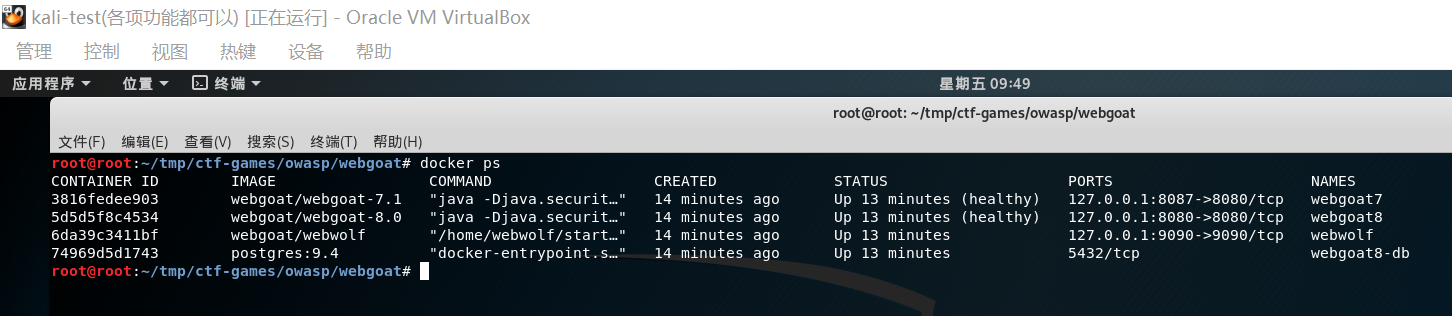 kali-test(各项功能都可以) [正在运行] - Oracle VM VirtualBox
管理 控制 视图 热键 设备 帮助
应用程序 位置 终端 星期五 09:49
root@root: ~/tmp/ctf-games/owasp/webgoat
文件(F) 编辑(E) 查看(V) 搜索(S) 终端(T) 帮助(H)
root@root:~/tmp/ctf-games/owasp/webgoat# docker ps
CONTAINER ID IMAGE COMMAND CREATED STATUS PORTS NAMES
3816fedee903 webgoat/webgoat-7.1 "java -Djava.securit…" 14 minutes ago Up 13 minutes (healthy) 127.0.0.1:8087->8080/tcp webgoat7
5d5d5f8c4534 webgoat/webgoat-8.0 "java -Djava.securit…" 14 minutes ago Up 13 minutes (healthy) 127.0.0.1:8080->8080/tcp webgoat8
6da39c3411bf webgoat/webwolf "/home/webwolf/start…" 14 minutes ago Up 13 minutes 127.0.0.1:9090->9090/tcp webwolf
74969d5d1743 postgres:9.4 "docker-entrypoint.s…" 14 minutes ago Up 13 minutes 5432/tcp webgoat8-db
root@root:~/tmp/ctf-games/owasp/webgoat#